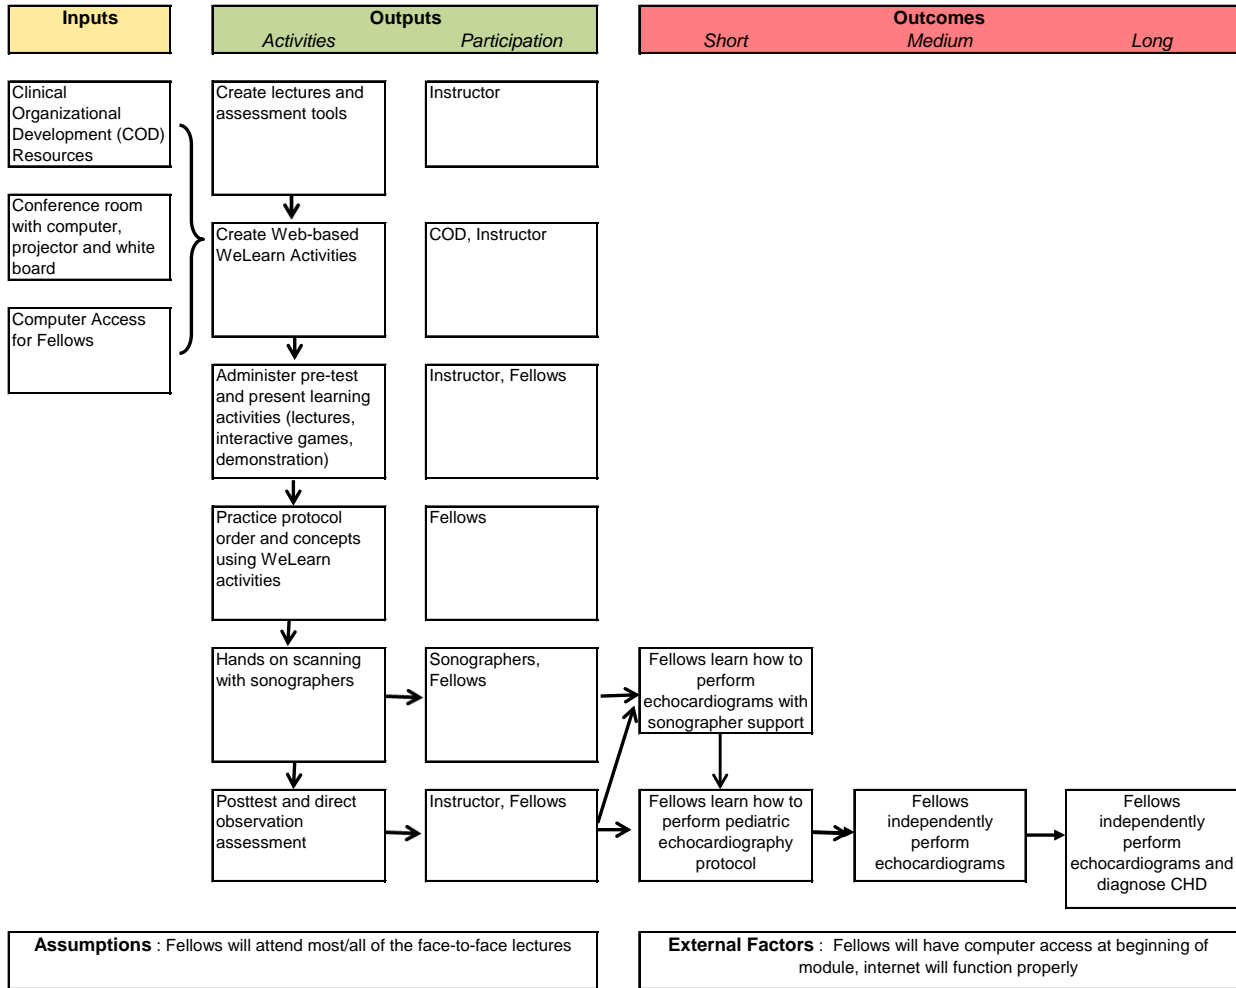 Inputs
Outputs
Activities
Participation
Outcomes
Short
Medium
Long
Clinical
Organizational
Development (COD)
Resources
Conference room
with computer,
projector and white
board
Computer Access
for Fellows
Create lectures and
assessment tools
Instructor
Create Web-based
WeLearn Activities
COD, Instructor
Administer pre-test
and present learning
activities (lectures,
interactive games,
demonstration)
Instructor, Fellows
Practice protocol
order and concepts
using WeLearn
activities
Fellows
Hands on scanning
with sonographers
Sonographers,
Fellows
Fellows learn how to
perform
echocardiograms with
sonographer support
Posttest and direct
observation
assessment
Instructor, Fellows
Fellows learn how to
perform pediatric
echocardiography
protocol
Fellows
independently
perform
echocardiograms
Fellows
independently
perform
echocardiograms and
diagnose CHD
Assumptions : Fellows will attend most/all of the face-to-face lectures
External Factors : Fellows will have computer access at beginning of
module, internet will function properly